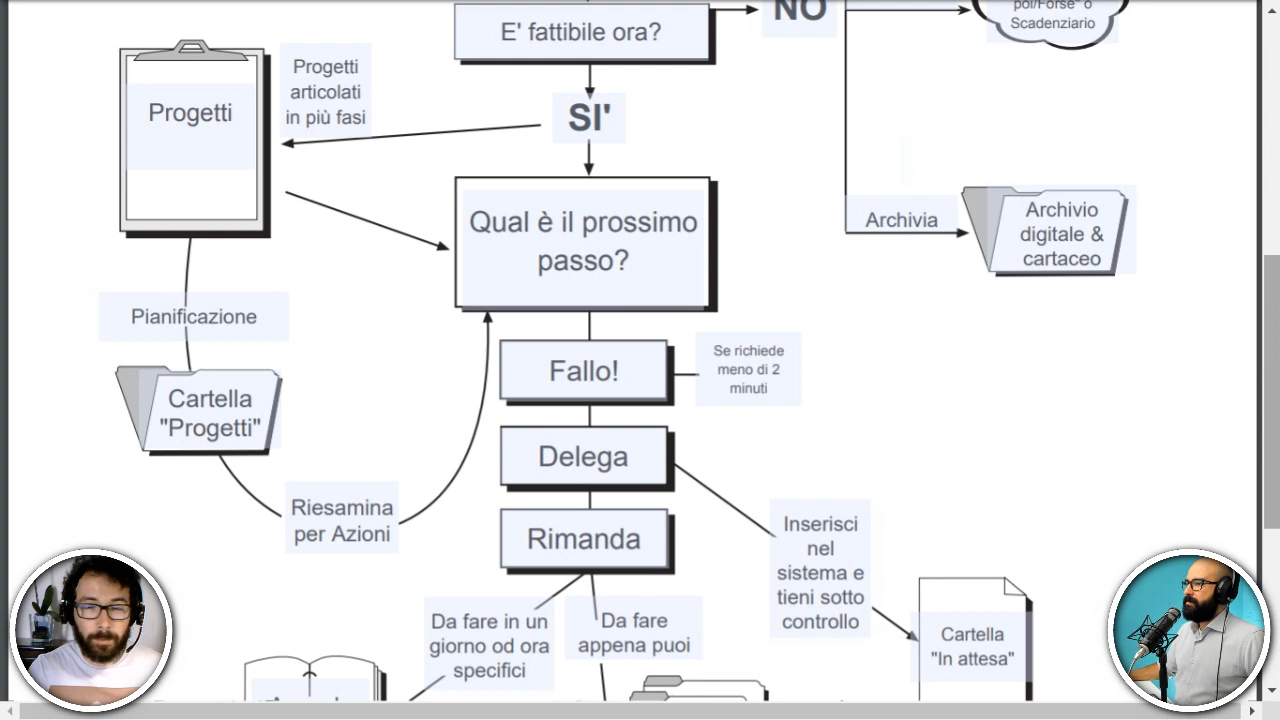 E' fattibile ora?
NO
poi/Forse" o
Scadenziario
Progetti
Progetti
articolati
in più fasi
SI'
Qual è il prossimo
passo?
Archivia
Archivio
digitale &
cartaceo
Pianificazione
Cartella
"Progetti"
Riesamina
per Azioni
Fallo!
Se richiede
meno di 2
minuti
Delega
Rimanda
Inserisci
nel
sistema e
tieni sotto
controllo
Da fare in un
giorno od ora
specifici
Da fare
appena puoi
Cartella
"In attesa"